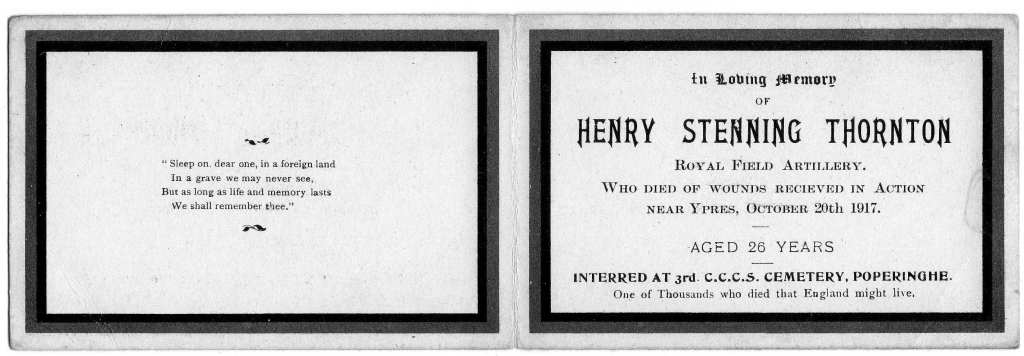 "Sleep on, dear one, in a foreign land
In a grave we may never see,
But as long as life and memory lasts
We shall remember thee."
In Loving Memory
OF
HENRY STENNING THORNTON
ROYAL FIELD ARTILLERY.
WHO DIED OF WOUNDS RECIEVED IN ACTION
NEAR YPRES, OCTOBER 20th 1917.
AGED 26 YEARS
INTERRED AT 3rd. C.C.C.S. CEMETERY, POPERINGHE.
One of Thousands who died that England might live.